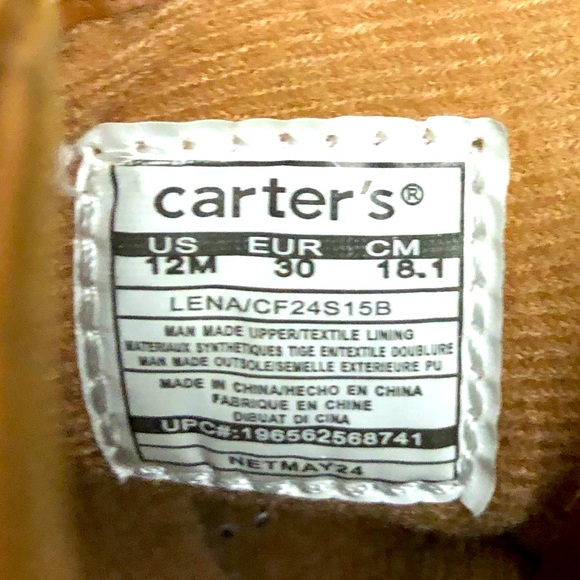 carter's®
US EUR CM
12M 30 18.1
LENA/CF24S15B
MAN MADE UPPER/TEXTILE LINING
MATERIAUX SYNTHETIQUES TIGE EN/TEXTILE DOUBLURE
MAN MADE OUTSOLE/SEMELLE EXTERIEURE PU
MADE IN CHINA/HECHO EN CHINA
FABRIQUE EN CHINE
DIBUAT DI CINA
UPC#:196562568741
NETMAY24